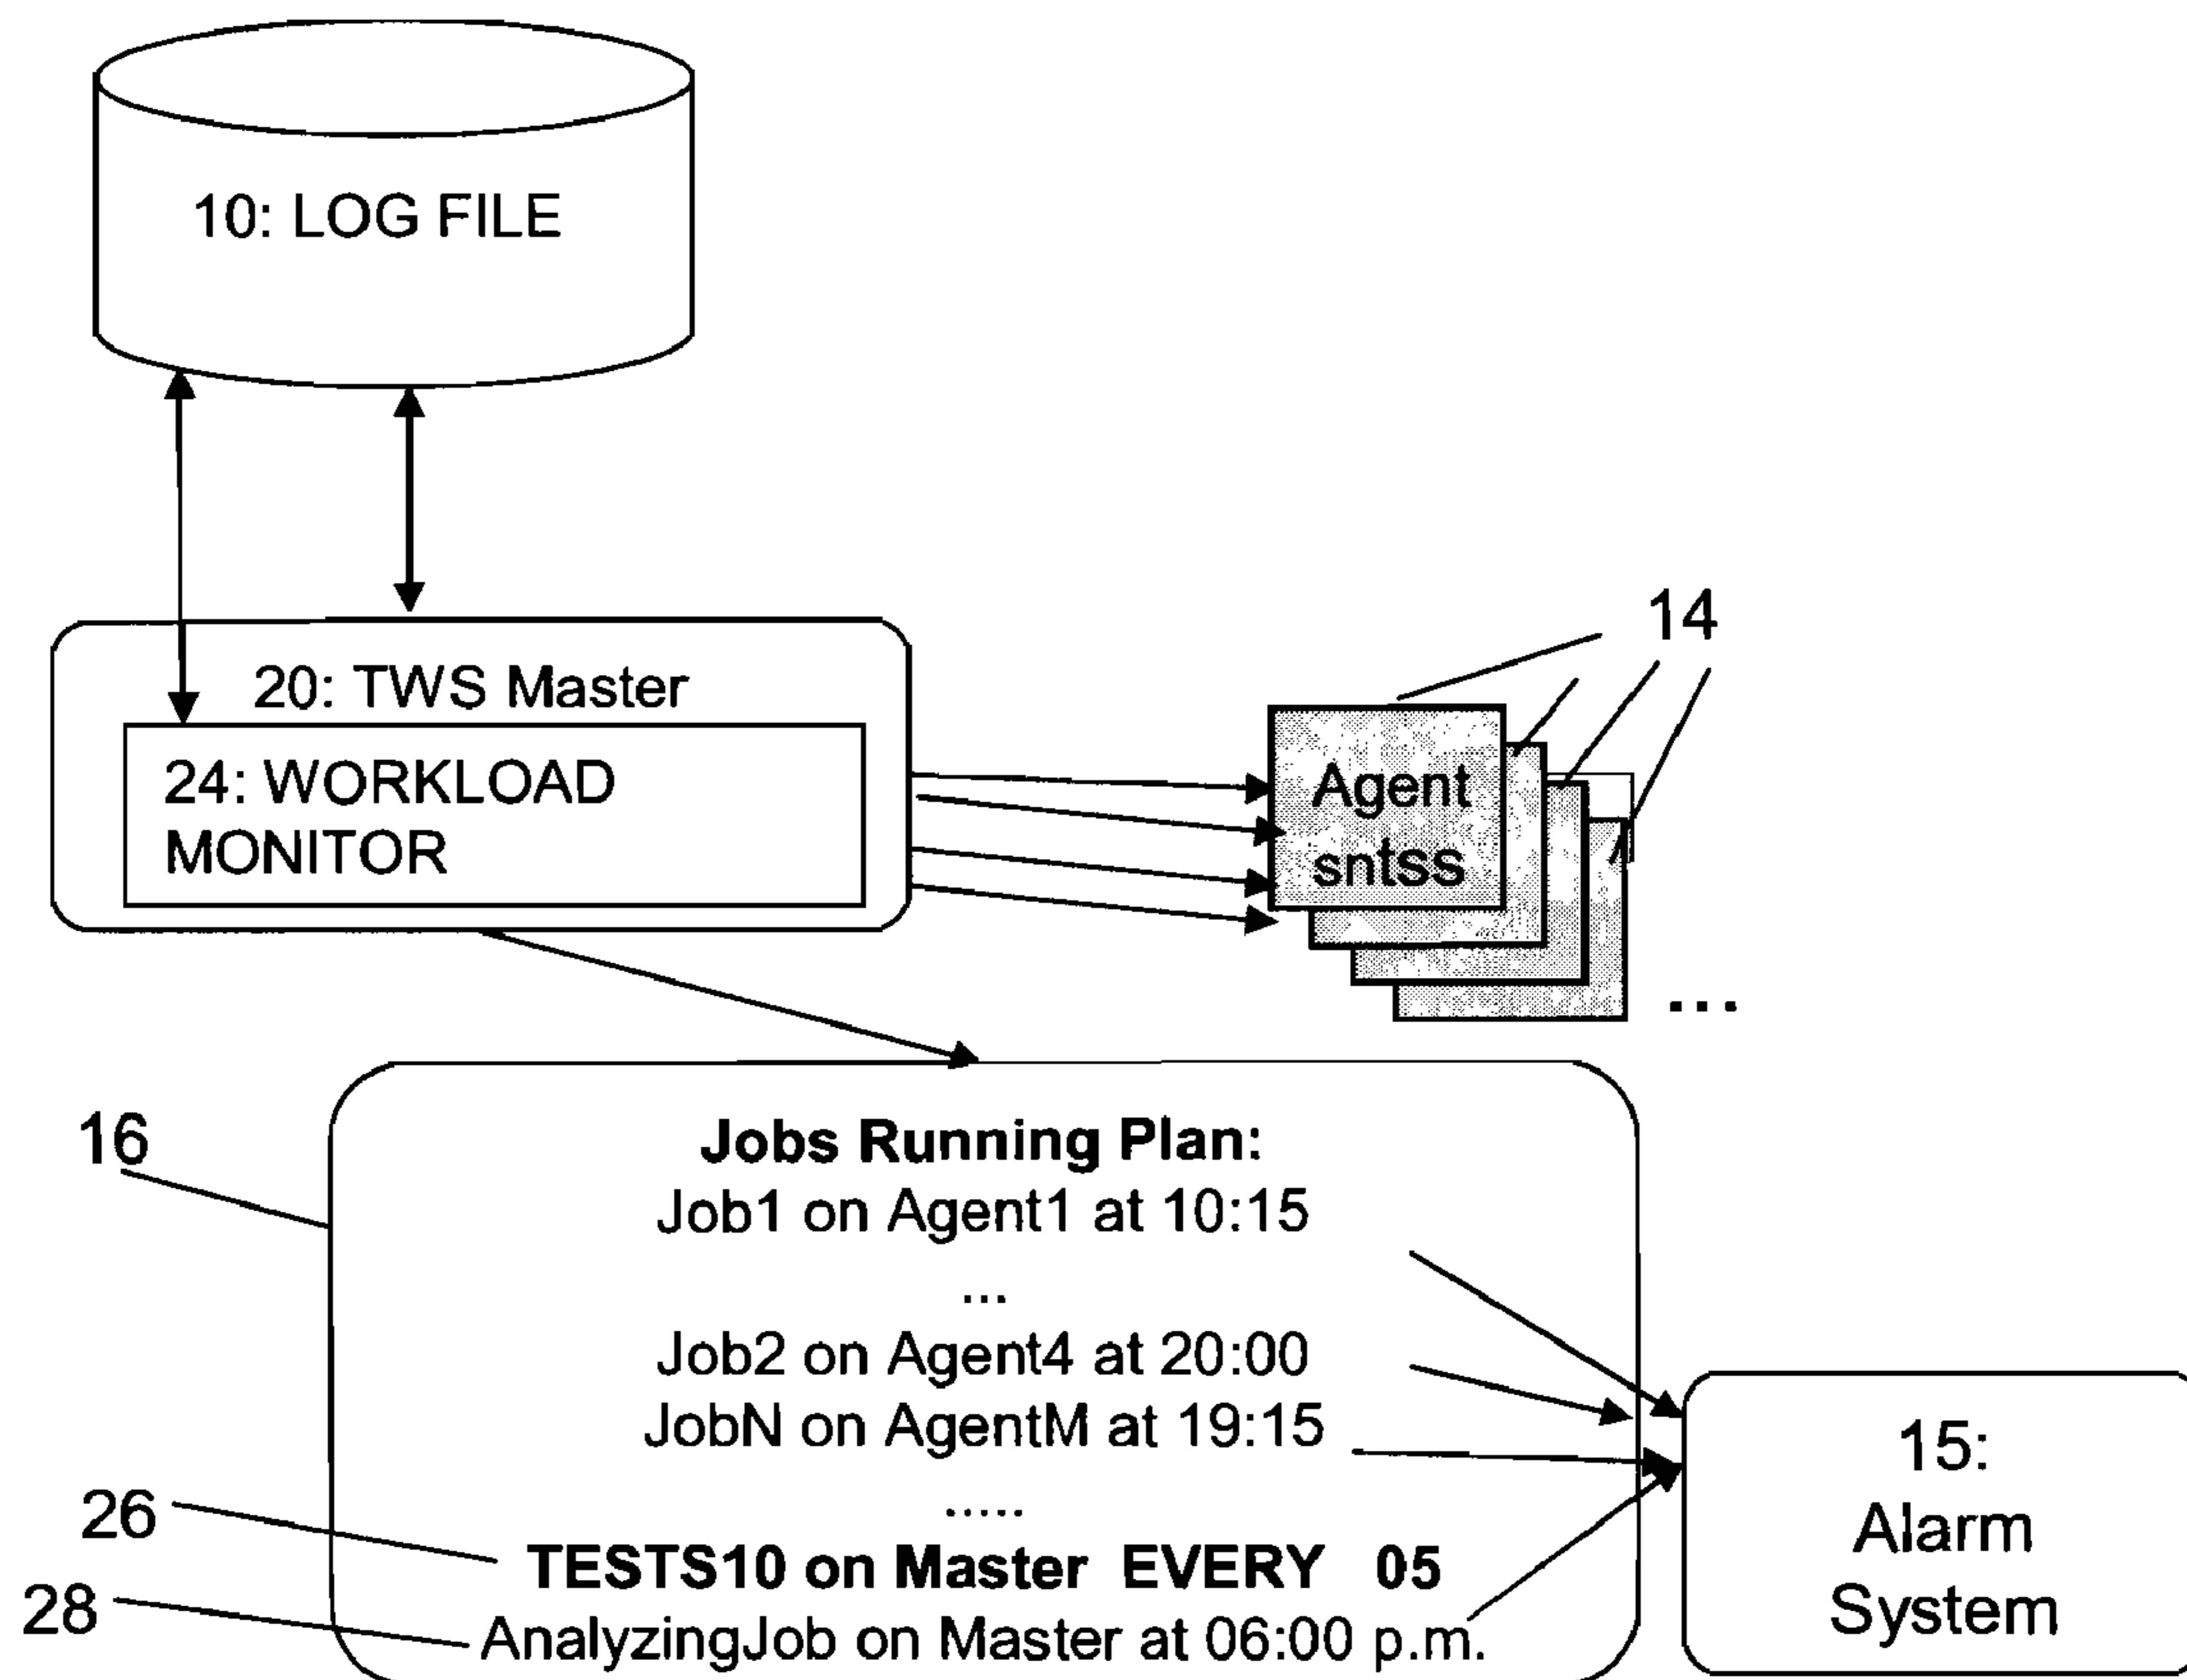 10: LOG FILE
20: TWS Master
24: WORKLOAD
MONITOR
14
Agent
sntss
...
16
Jobs Running Plan:
Job1 on Agent1 at 10:15
...
Job2 on Agent4 at 20:00
JobN on AgentM at 19:15
.....
26
TESTS10 on Master EVERY 05
28
AnalyzingJob on Master at 06:00 p.m.
15:
Alarm
System